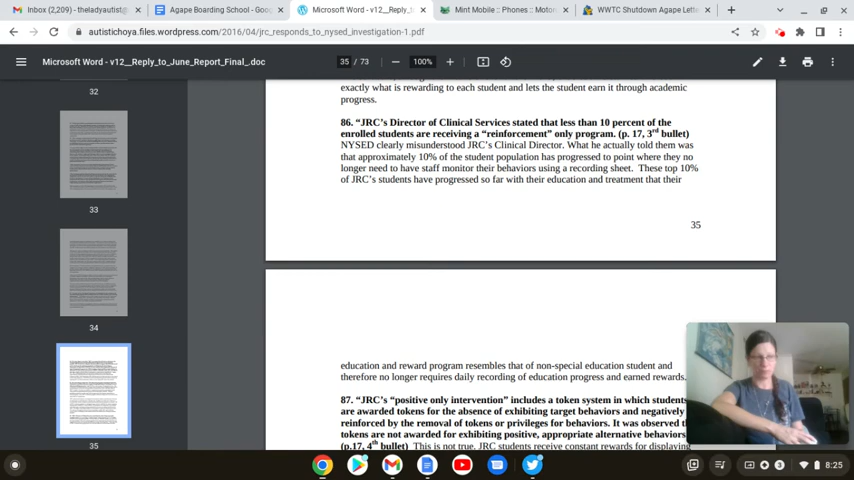 Inbox (2,209) - theladyautist@
Agape Boarding School - Goo
Microsoft Word - v12__Reply_to
Mint Mobile :: Phones :: Motor
WWTC Shutdown Agape Lette
autistichoya.files.wordpress.com/2016/04/jrc_responds_to_nysed_investigation-1.pdf
Microsoft Word - v12__Reply_to_June_Report_Final_.doc
35 / 73
100%
32
33
34
35
exactly what is rewarding to each student and lets the student earn it through academic
progress.
86. “JRC’s Director of Clinical Services stated that less than 10 percent of the
enrolled students are receiving a “reinforcement” only program. (p. 17, 3rd bullet)
NYSED clearly misunderstood JRC’s Clinical Director. What he actually told them was
that approximately 10% of the student population has progressed to point where they no
longer need to have staff monitor their behaviors using a recording sheet. These top 10%
of JRC’s students have progressed so far with their education and treatment that their
35
education and reward program resembles that of non-special education student and
therefore no longer requires daily recording of education progress and earned rewards.
87. “JRC’s “positive only intervention” includes a token system in which students
are awarded tokens for the absence of exhibiting target behaviors and negatively
reinforced by the removal of tokens or privileges for behaviors. It was observed
tokens are not awarded for exhibiting positive, appropriate alternative behaviors
(p.17, 4th bullet) This is not true. JRC students receive constant rewards for displaying
3
8:25